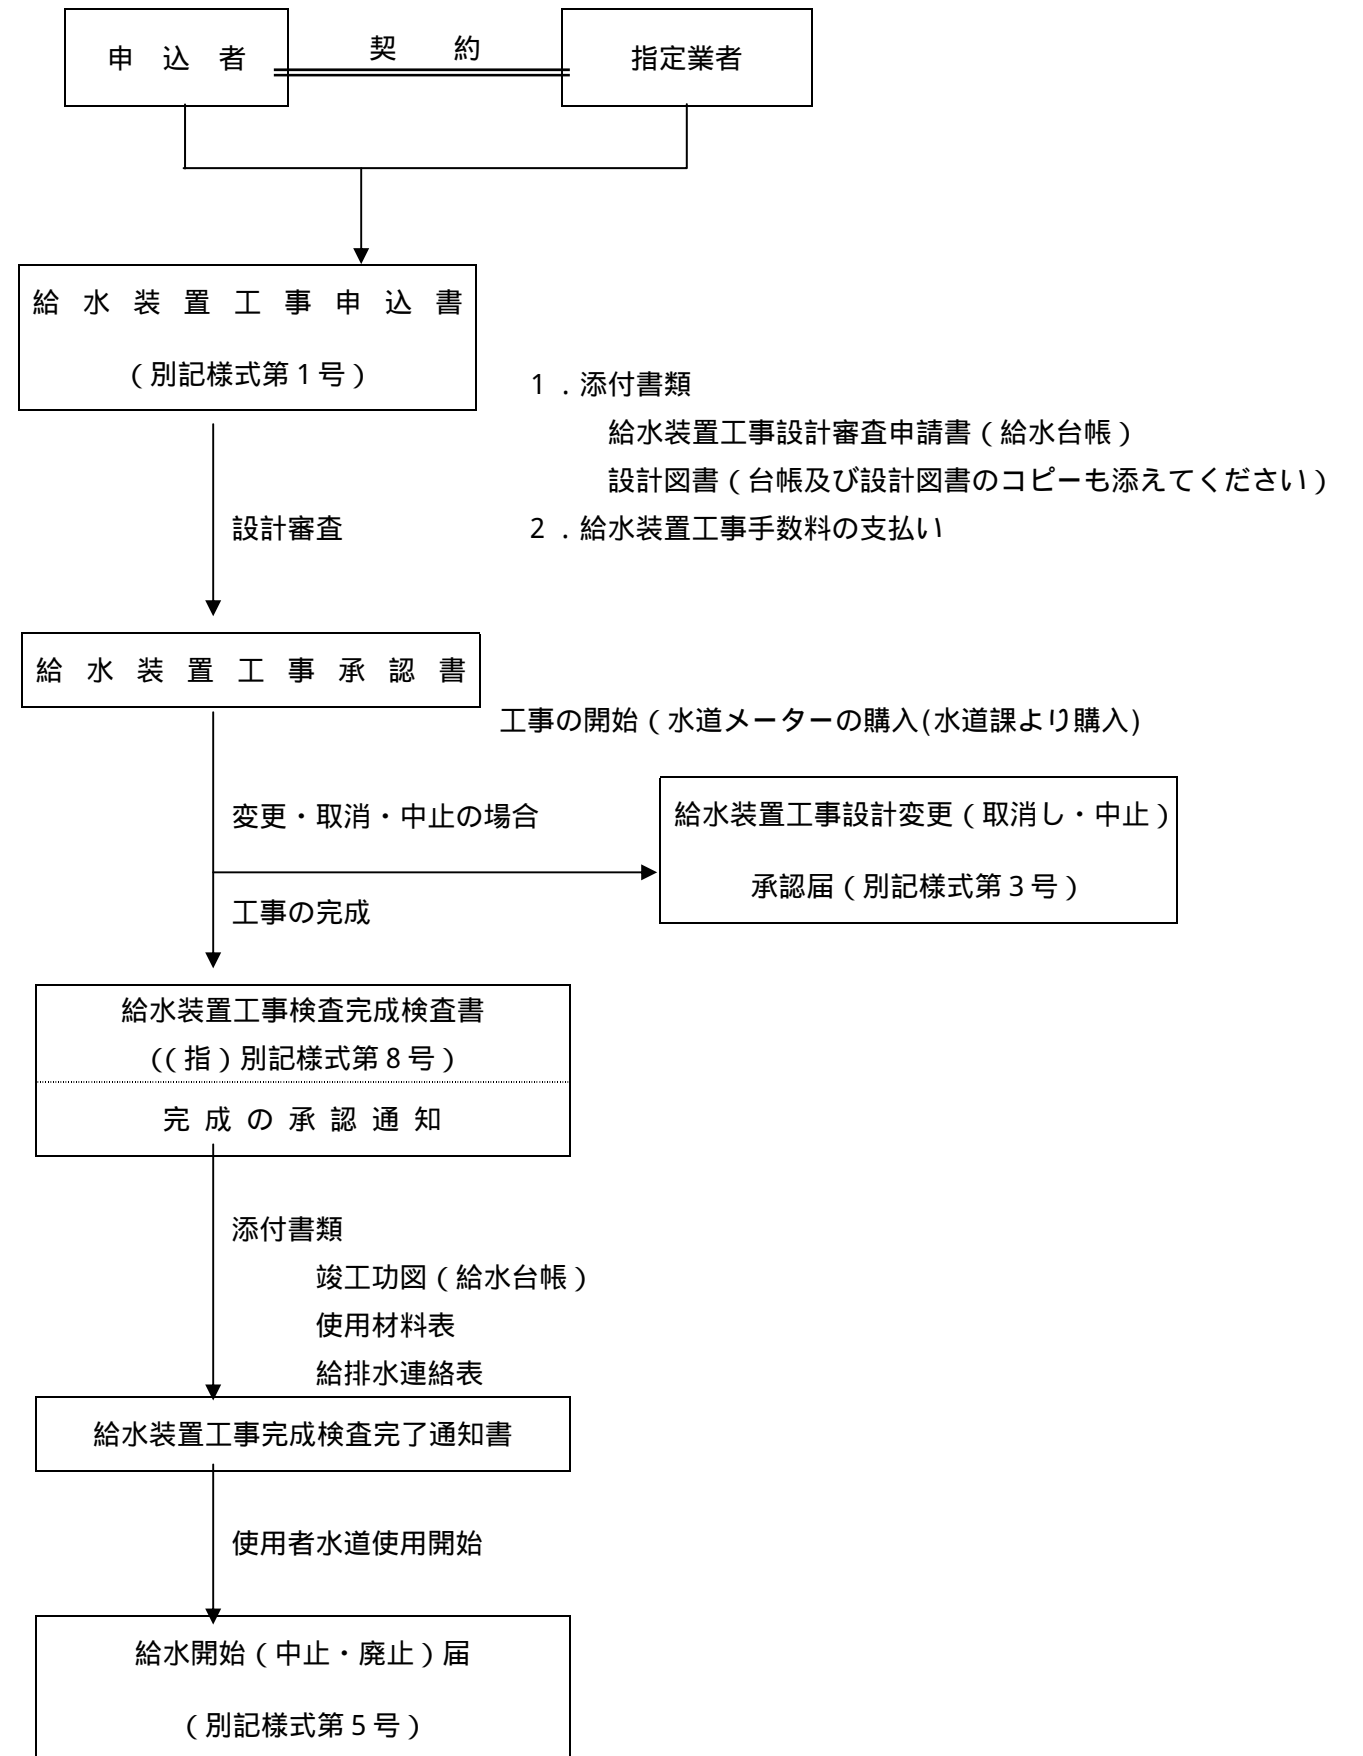 申込者
契約
指定業者
給水装置工事申込書
（別記様式第1号）
1．添付書類
給水装置工事設計審査申請書（給水台帳）
設計図書（台帳及び設計図書のコピーも添えてください）
設計審査
2．給水装置工事手数料の支払い
給水装置工事承認書
工事の開始（水道メーターの購入(水道課より購入)
変更・取消・中止の場合
給水装置工事設計変更（取消し・中止）
承認届（別記様式第3号）
工事の完成
給水装置工事検査完成検査書
(（指）別記様式第8号）
完成の承認通知
添付書類
竣工功図（給水台帳）
使用材料表
給排水連絡表
給水装置工事完成検査完了通知書
使用者水道使用開始
給水開始（中止・廃止）届
（別記様式第5号）